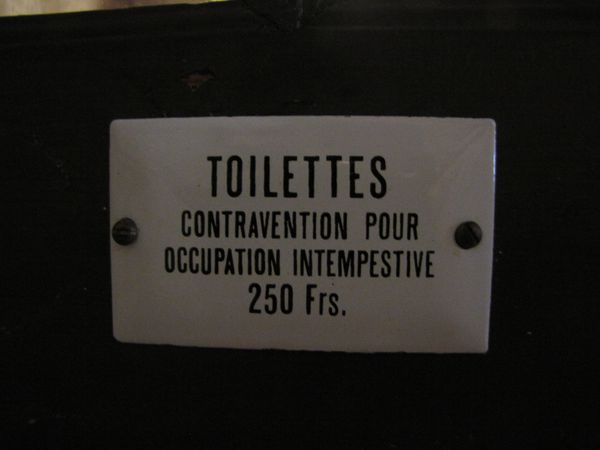 TOILETTES
CONTRAVENTION POUR
OCCUPATION INTEMPESTIVE
250 Frs.